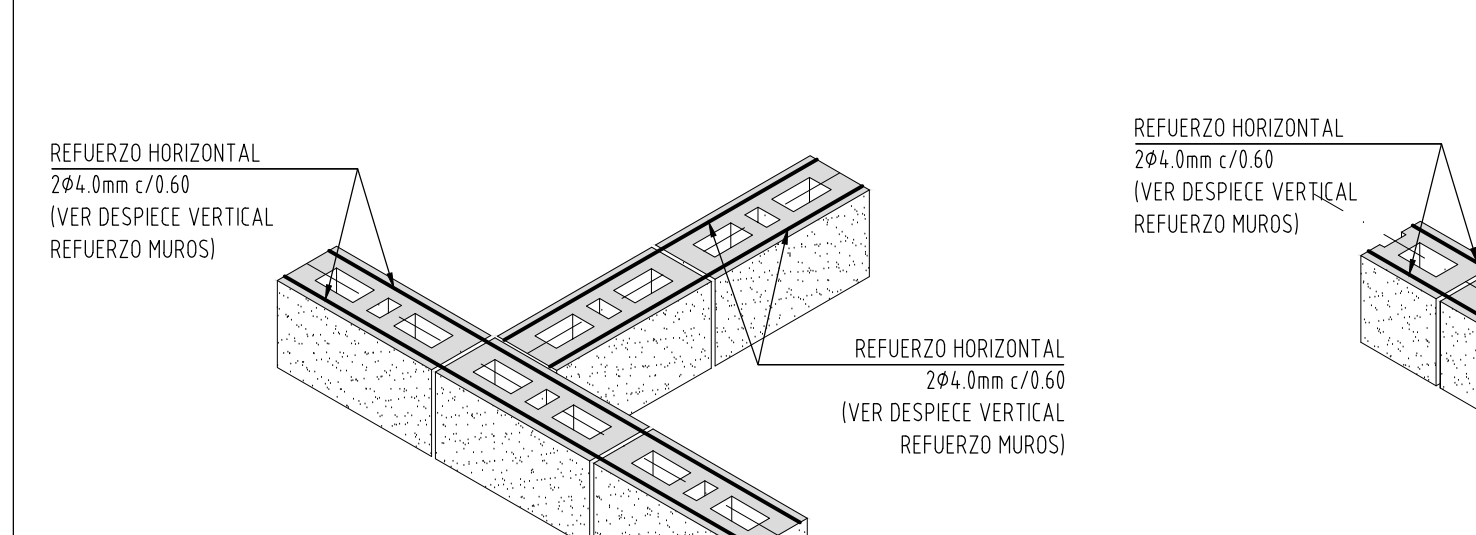 REFUERZO HORIZONTAL
2Ø4.0mm c/0.60
(VER DESPIECE VERTICAL
REFUERZO MUROS)
REFUERZO HORIZONTAL
2Ø4.0mm c/0.60
(VER DESPIECE VERTICAL
REFUERZO MUROS)
REFUERZO HORIZONTAL
2Ø4.0mm c/0.60
(VER DESPIECE VERTICAL
REFUERZO MUROS)